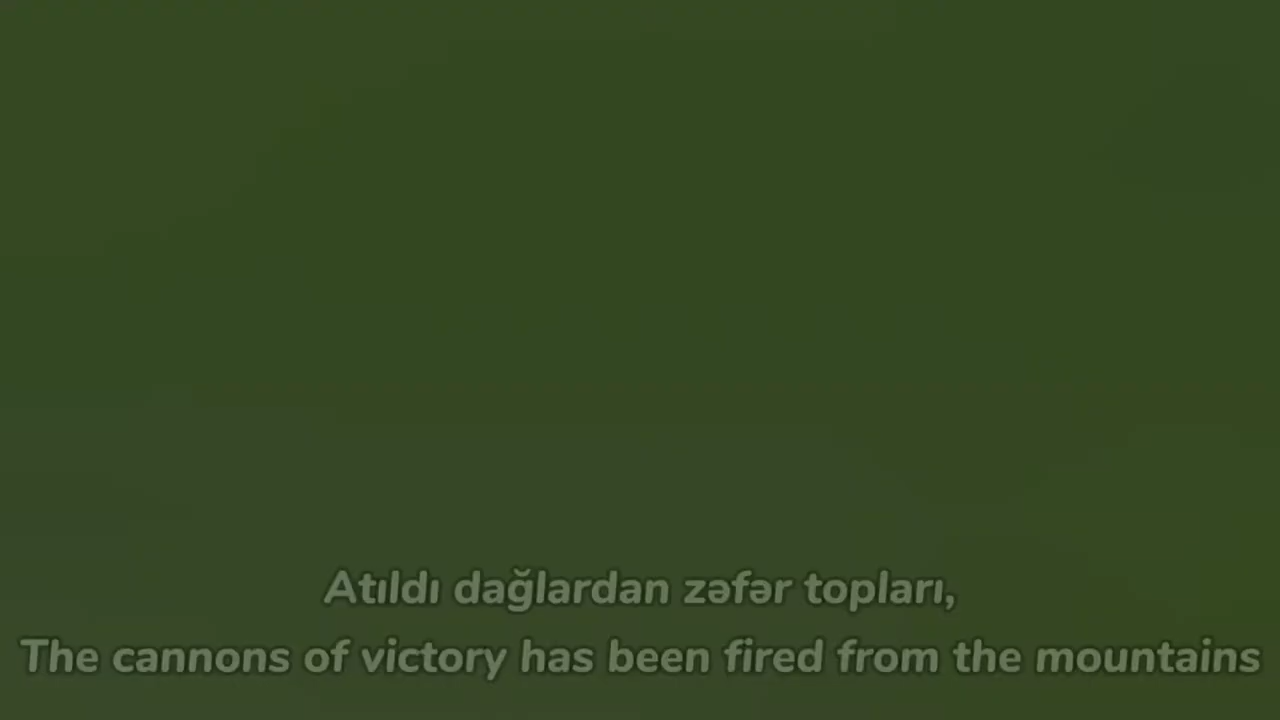 Atıldı dağlardan zəfər topları,
The cannons of victory has been fired from the mountains